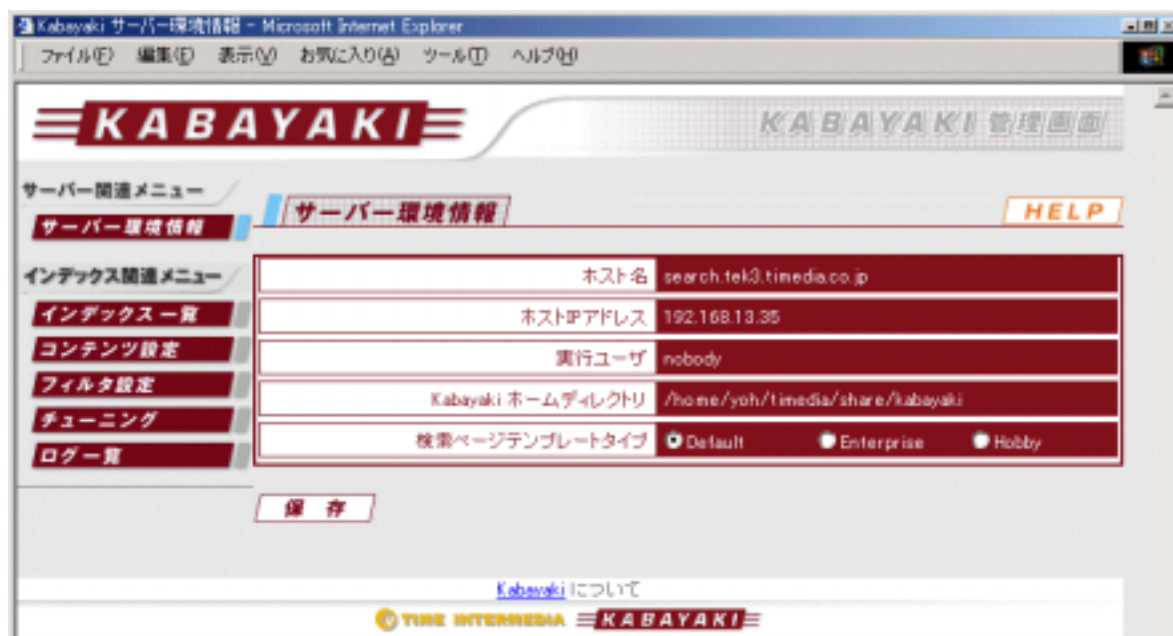 Kabayaki サーバー環境情報 - Microsoft Internet Explorer
ファイル(F) 編集(E) 表示(V) お気に入り(A) ツール(T) ヘルプ(H)
KABAYAKI
KABAYAKI 管理画面
サーバー関連メニュー
サーバー環境情報
インデックス関連メニュー
インデックス一覧
コンテンツ設定
フィルタ設定
チューニング
ログ一覧
サーバー環境情報
HELP
ホスト名 search.tek3.timedia.co.jp
ホストIPアドレス 192.168.13.35
実行ユーザ nobody
Kabayaki ホームディレクトリ /home/yoh/timedia/share/kabayaki
検索ページテンプレートタイプ Default Enterprise Hobby
保存
Kabayaki について
TIME INTERMEDIA KABAYAKI